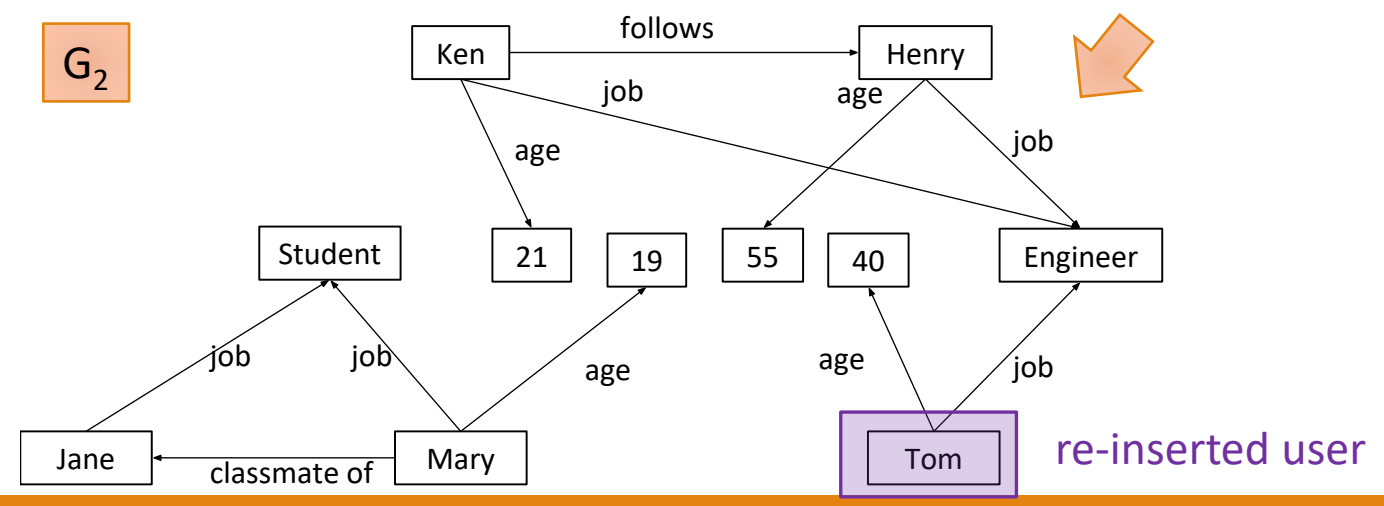 G2
follows
Ken
Henry
job
age
job
age
Student
21
19
55
40
Engineer
job
job
age
age
job
Jane
classmate of
Mary
Tom
re-inserted user